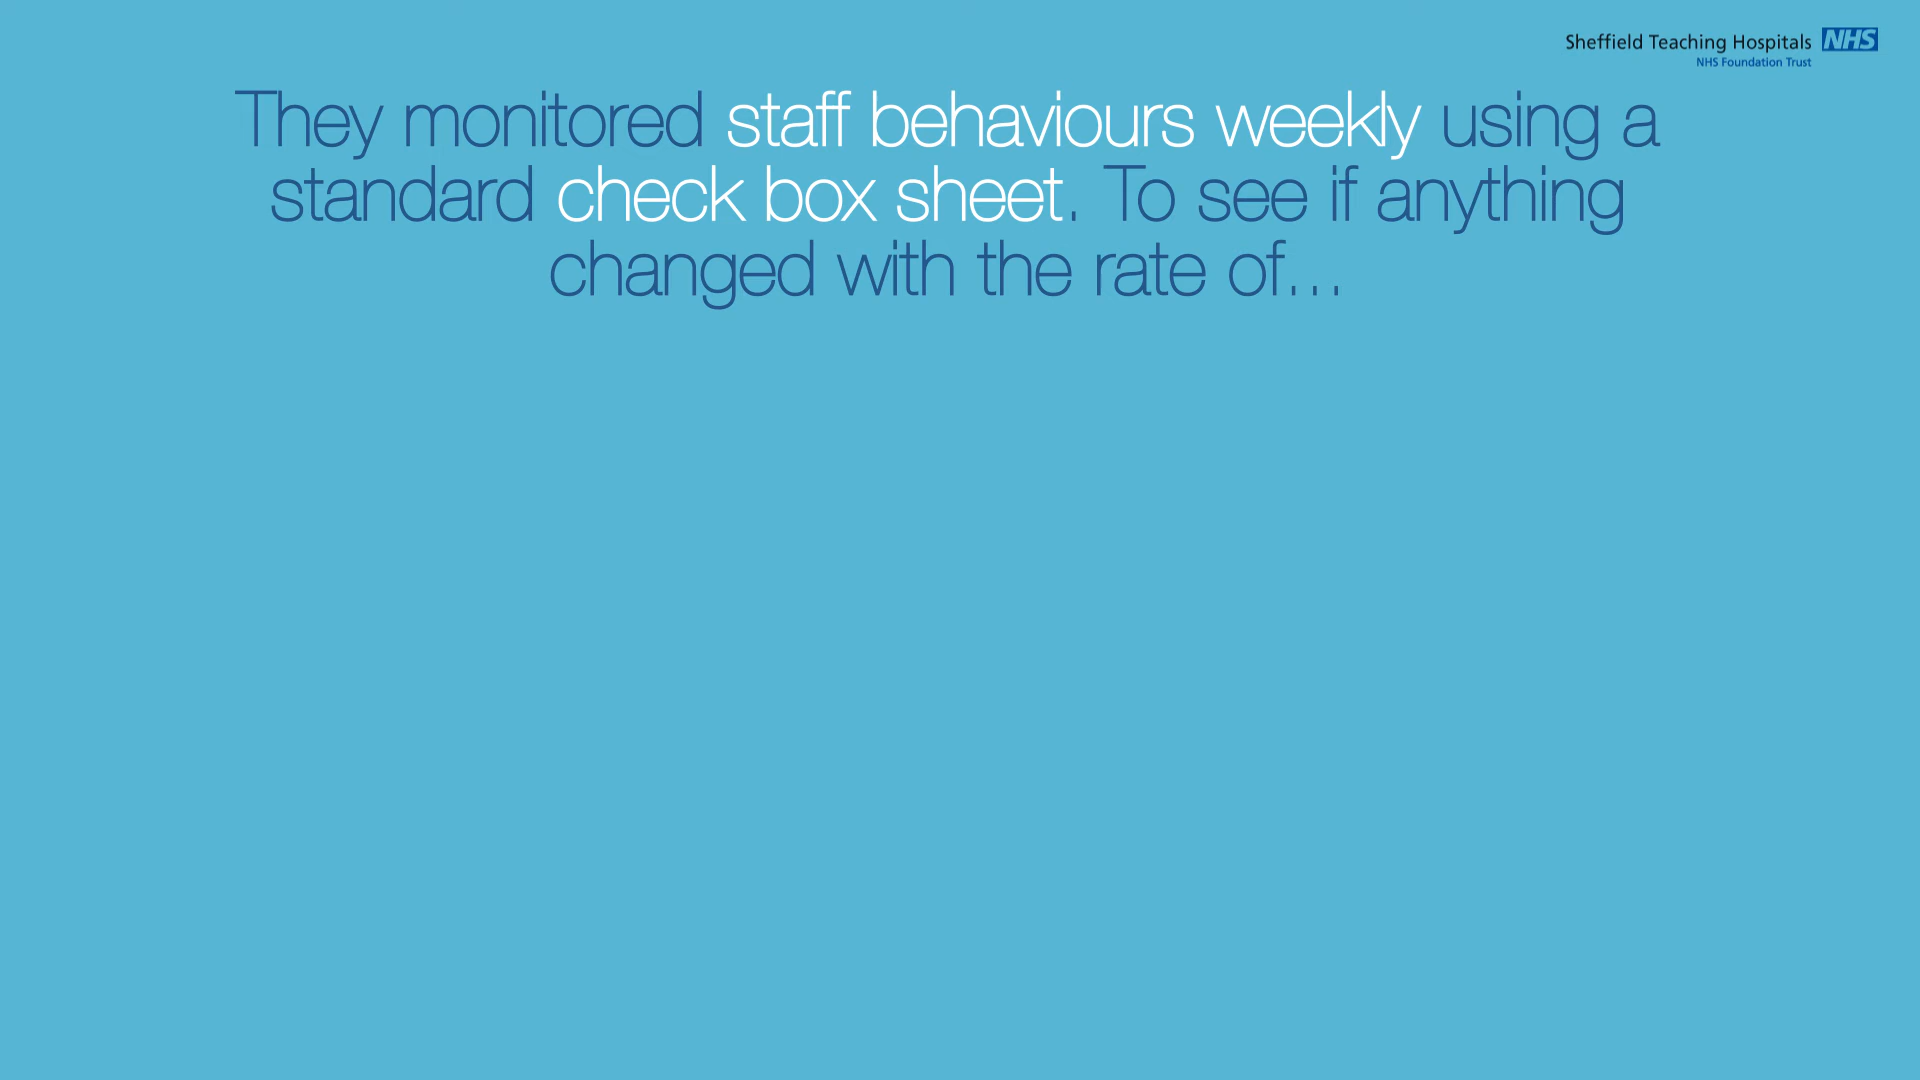 Sheffield Teaching Hospitals NHS
NHS Foundation Trust
They monitored staff behaviours weekly using a
standard check box sheet. To see if anything
changed with the rate of…